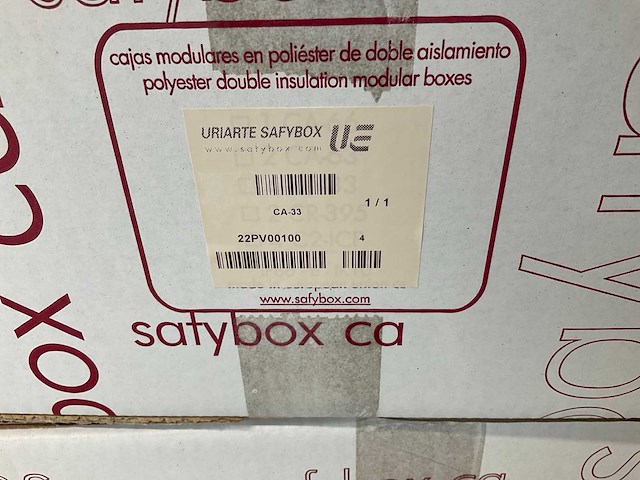 cajas modulares en poliéster de doble aislamiento
polyester double insulation modular boxes
URIARTE SAFYBOX UE
www.safybox.com
CA-33
1 / 1
22PV00100 4
www.safybox.com
safybox ca